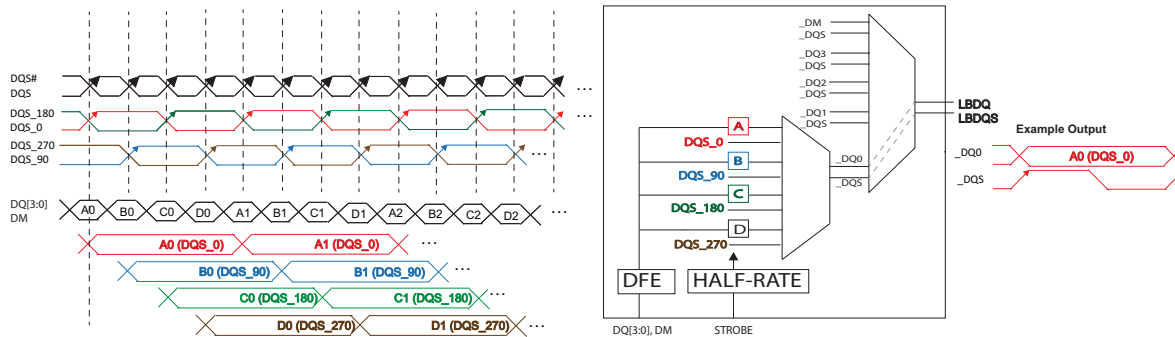 DQS#
DQS
...
DQS_180
DQS_0
...
DQS_270
DQS_90
...
DQ[3:0]
DM
A0 B0 C0 D0 A1 B1 C1 D1 A2 B2 C2 D2 ...
A0 (DQS_0) A1 (DQS_0) ...
B0 (DQS_90) B1 (DQS_90) ...
C0 (DQS_180) C1 (DQS_180) ...
D0 (DQS_270) D1 (DQS_270) ...
_DM
_DQS
_DQ3
_DQS
_DQ2
_DQS
_DQ1
_DQS
A
DQS_0
B
DQS_90
C
DQS_180
D
DQS_270
_DQ0
_DQS
DFE
HALF-RATE
DQ[3:0], DM
STROBE
LBDQ
LBDQS
Example Output
_DQ0
A0 (DQS_0)
_DQS